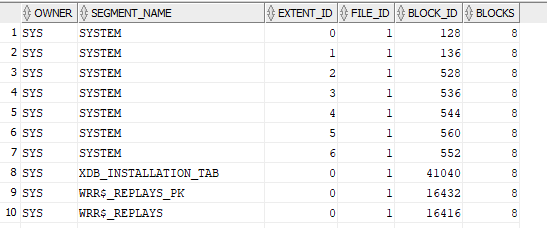 OWNER SEGMENT_NAME EXTENT_ID FILE_ID BLOCK_ID BLOCKS
1 SYS SYSTEM 0 1 128 8
2 SYS SYSTEM 1 1 136 8
3 SYS SYSTEM 2 1 528 8
4 SYS SYSTEM 3 1 536 8
5 SYS SYSTEM 4 1 544 8
6 SYS SYSTEM 5 1 560 8
7 SYS SYSTEM 6 1 552 8
8 SYS XDB_INSTALLATION_TAB 0 1 41040 8
9 SYS WRR$_REPLAYS_PK 0 1 16432 8
10 SYS WRR$_REPLAYS 0 1 16416 8